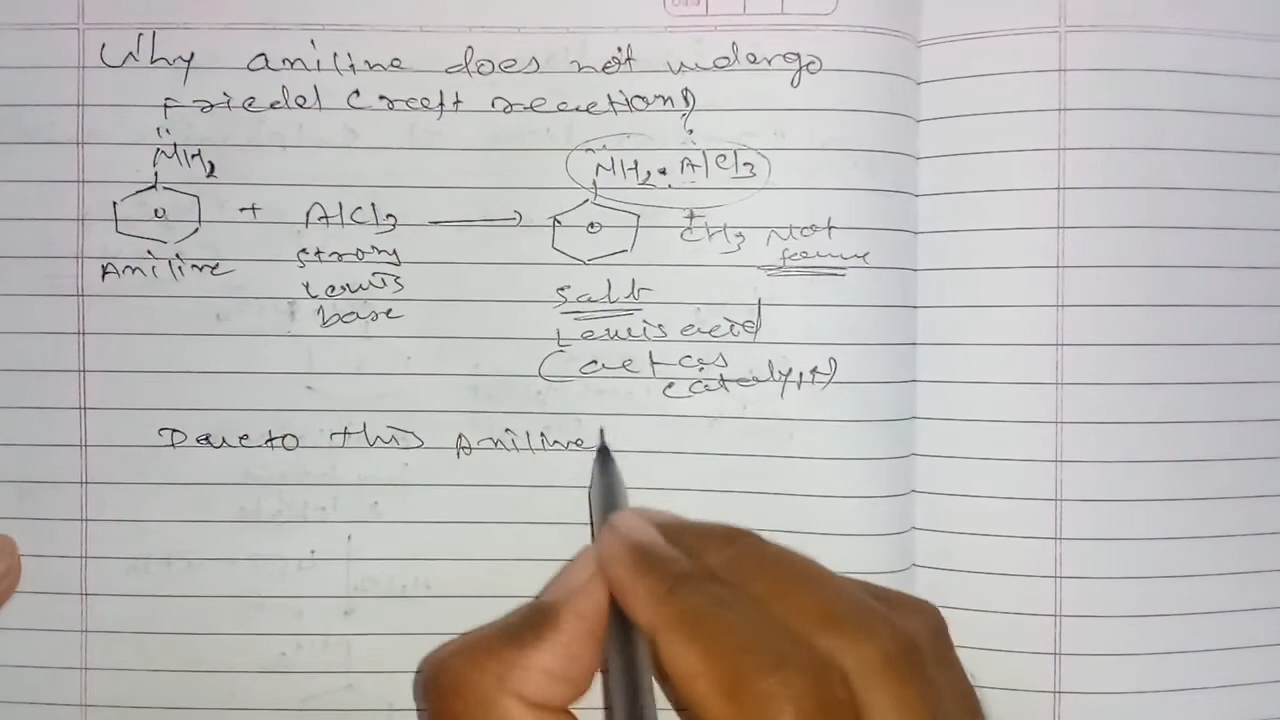 Why aniline does not undergo
Friedel Craft reaction?
NH2
NH2 . AlCl3
+ AlCl3
+
CH3 Not
forme
Aniline
strong
Lewis
base
Salt
Lewis acid
(act as
catalyst)
Due to this Aniline